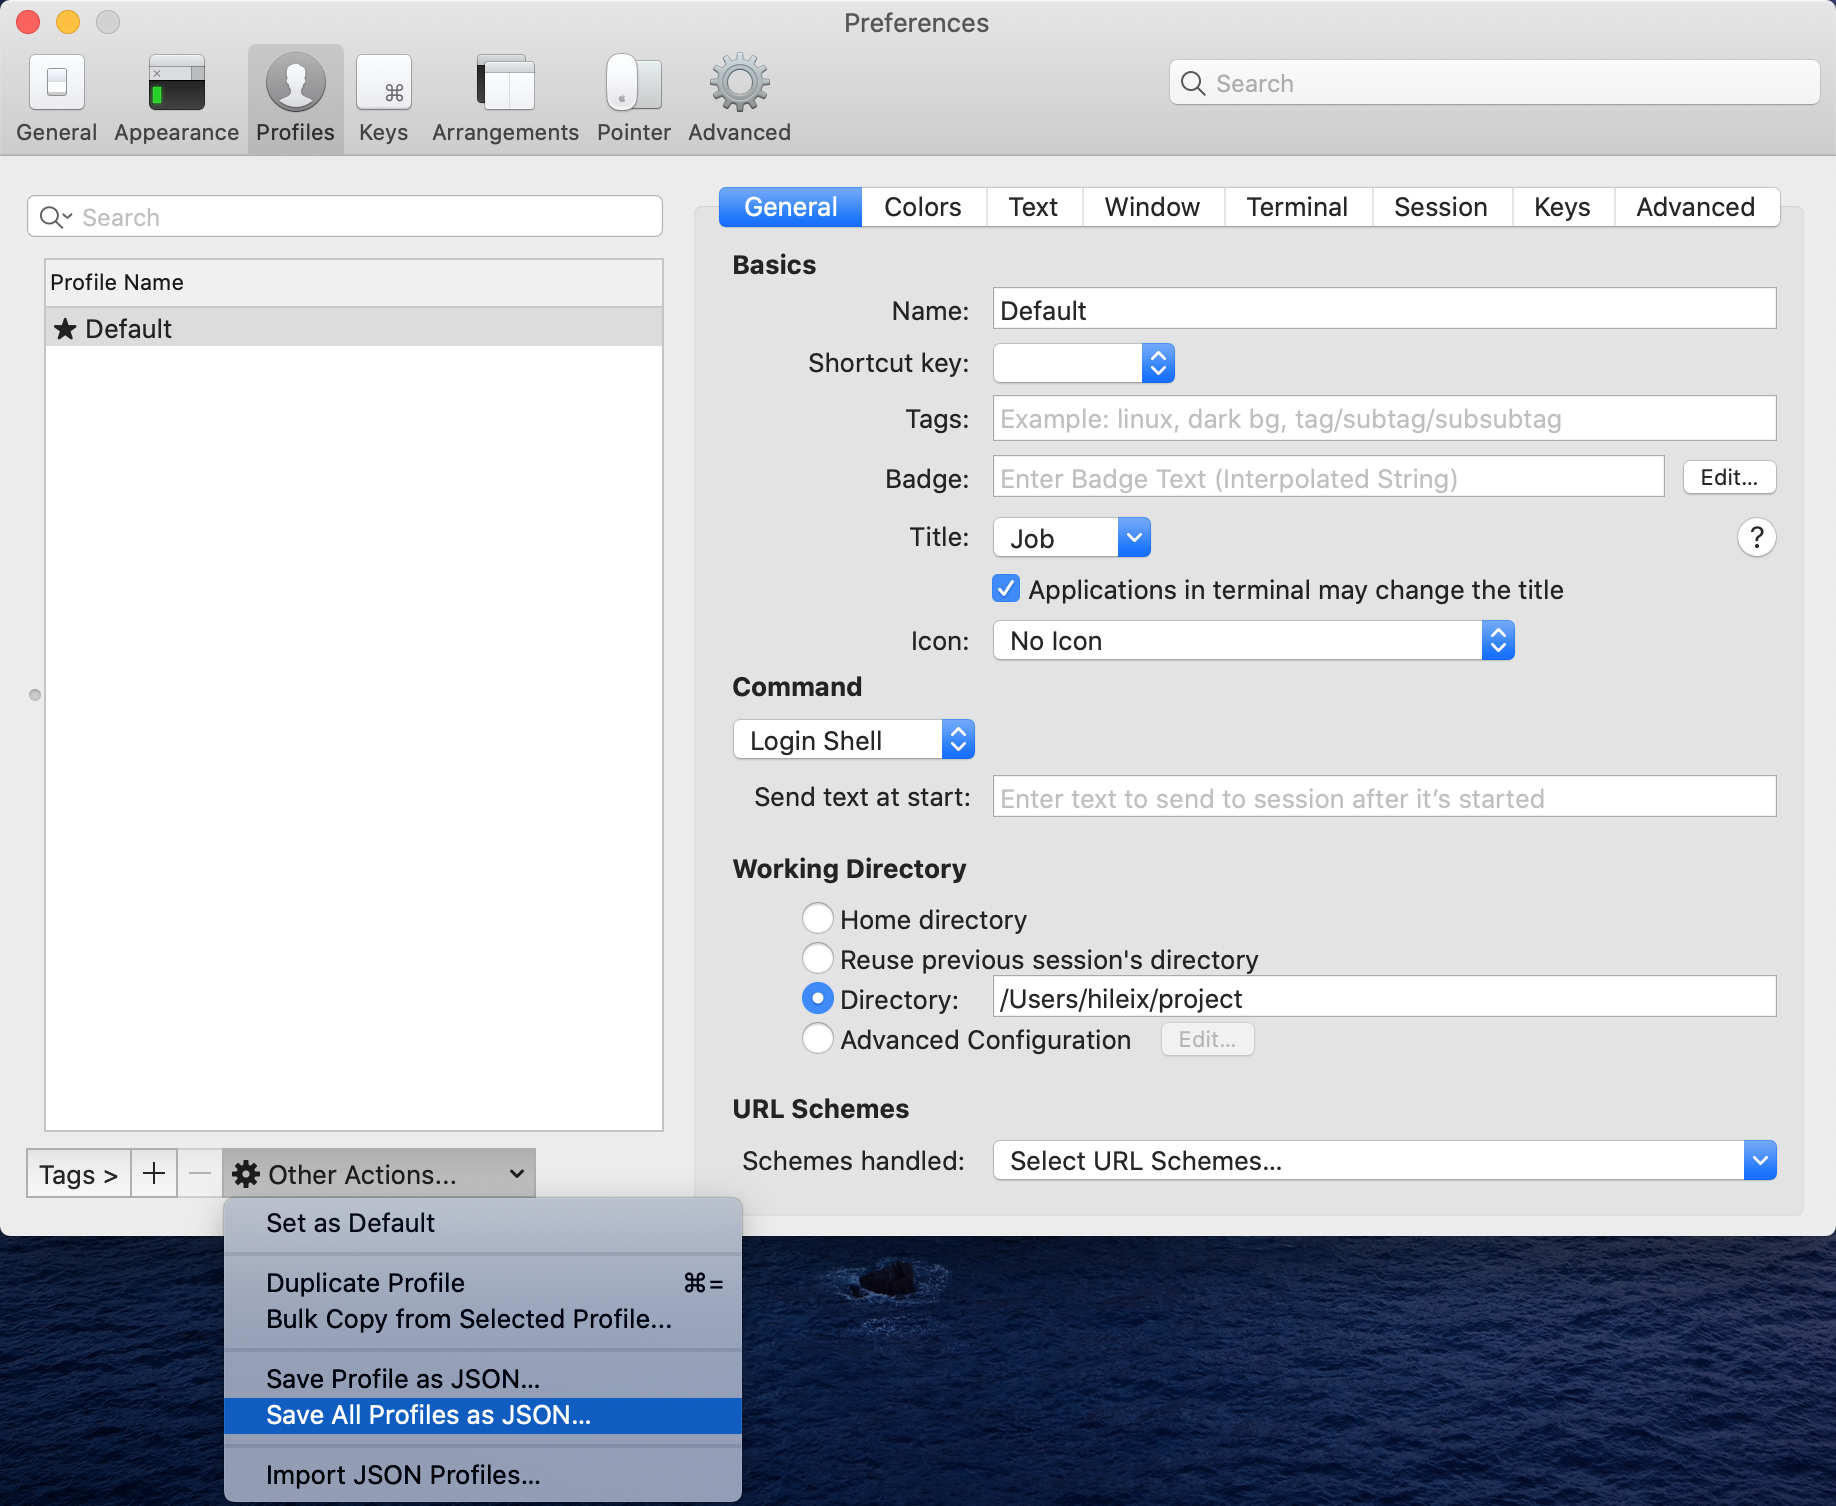 Preferences
General Appearance Profiles Keys Arrangements Pointer Advanced
Search
Search
Profile Name
★ Default
Tags > + — Other Actions...
Set as Default
Duplicate Profile ⌘=
Bulk Copy from Selected Profile...
Save Profile as JSON...
Save All Profiles as JSON...
Import JSON Profiles...
General Colors Text Window Terminal Session Keys Advanced
Basics
Name: Default
Shortcut key:
Tags: Example: linux, dark bg, tag/subtag/subsubtag
Badge: Enter Badge Text (Interpolated String) Edit...
Title: Job ?
Applications in terminal may change the title
Icon: No Icon
Command
Login Shell
Send text at start: Enter text to send to session after it’s started
Working Directory
Home directory
Reuse previous session's directory
Directory: /Users/hileix/project
Advanced Configuration Edit...
URL Schemes
Schemes handled: Select URL Schemes...